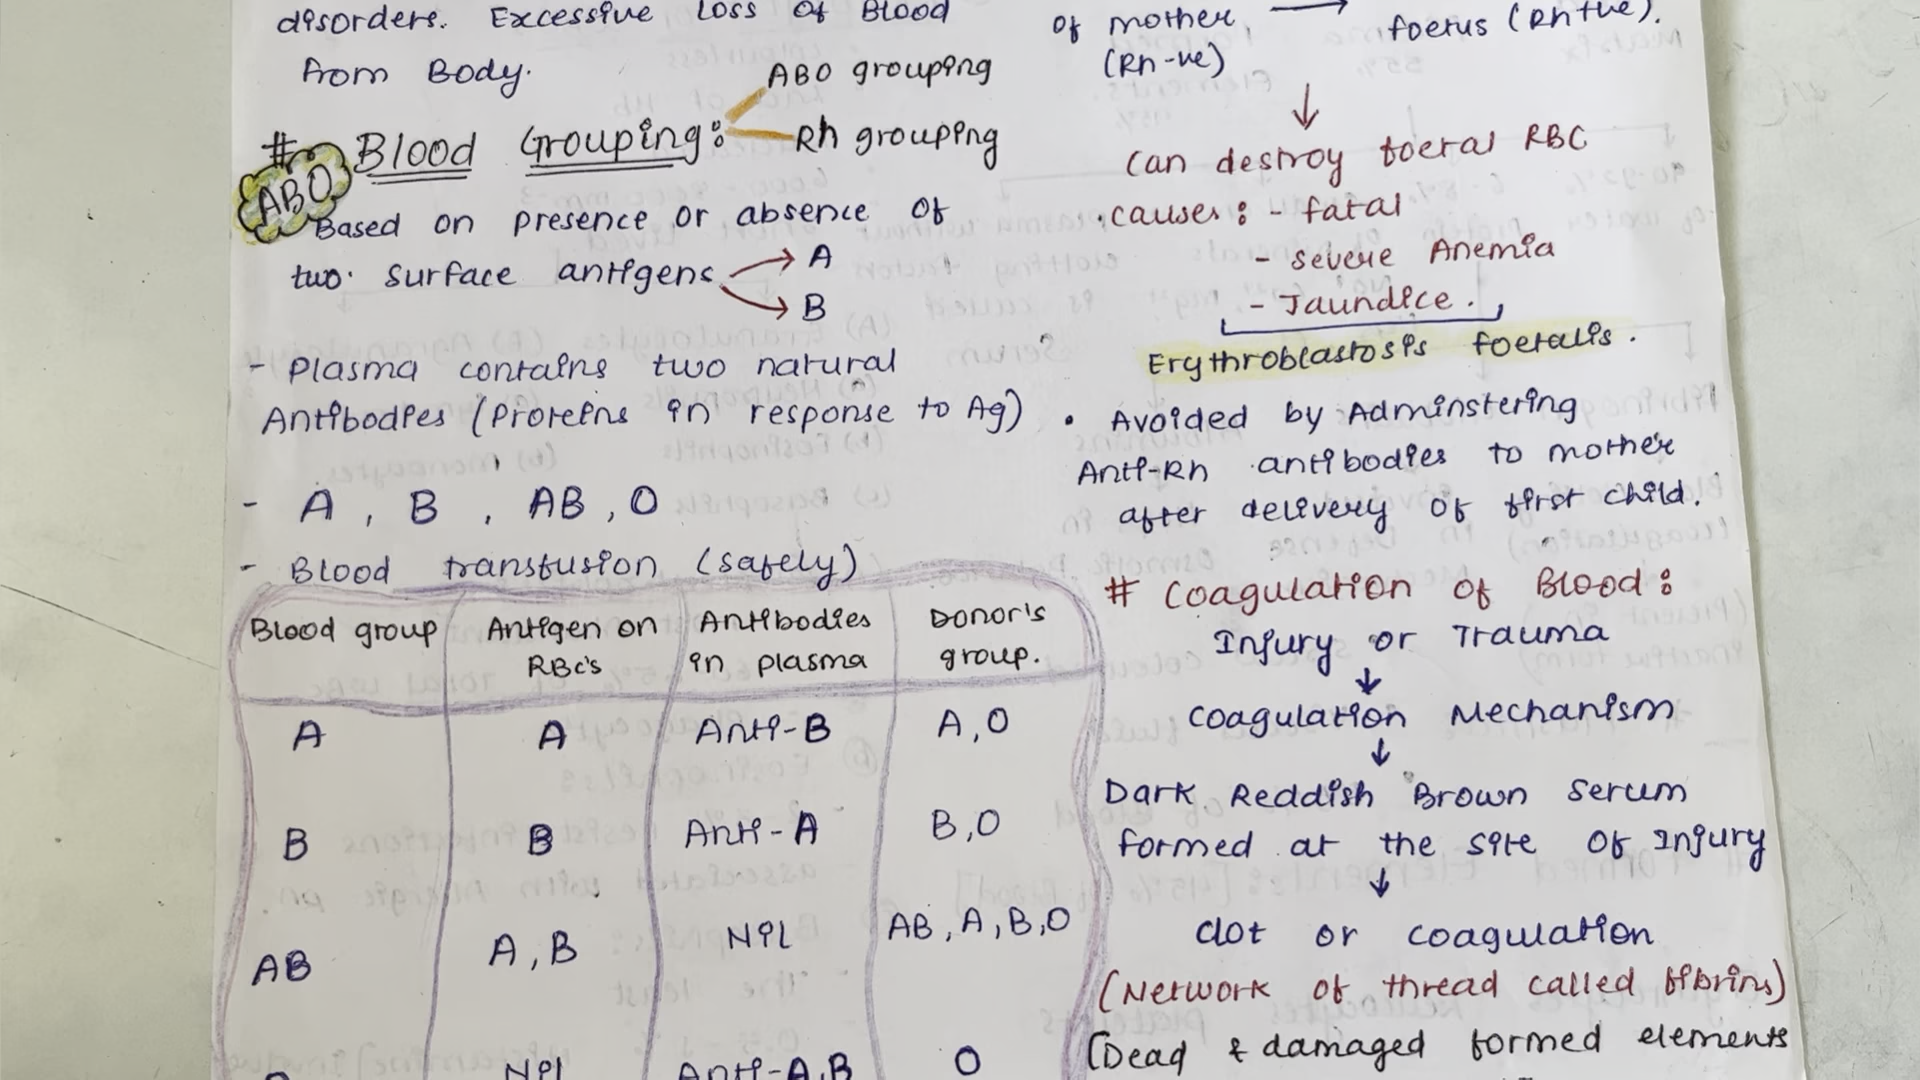 disorders. Excessive Loss of Blood
from Body.
# Blood Grouping:
ABO grouping
Rh grouping
ABO
Based on presence or absence of
two surface antigens
A
B
- Plasma contains two natural
Antibodies (Proteins in response to Ag)
- A, B, AB, O
- Blood transfusion (safely)
Blood group | Antigen on RBc's | Antibodies in plasma | Donor's group.
A | A | Anti-B | A, O
B | B | Anti-A | B, O
AB | A, B | Nil | AB, A, B, O
Nil | Anti-A,B | O
of mother → foetus (Rh+ve).
(Rh-ve)
↓
Can destroy foetal RBC
. causes: - fatal
- severe Anemia
- Jaundice.
Erythroblastosis foetalis.
• Avoided by Adminstering
Anti-Rh antibodies to mother
after delivery of first child.
# Coagulation of Blood:
Injury or Trauma
↓
Coagulation Mechanism
↓
Dark Reddish Brown Serum
formed at the site of Injury
↓
clot or coagulation
(Network of thread called fibrins)
(Dead & damaged formed elements